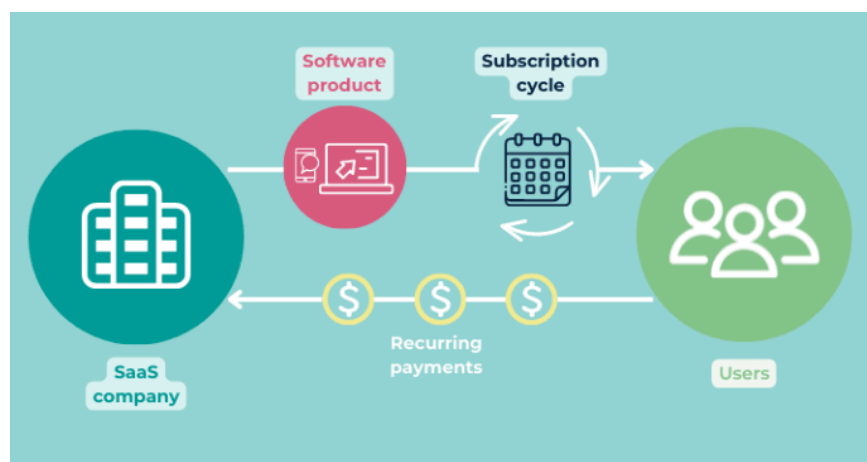 Software
product
Subscription
cycle
$ $ $
Recurring
payments
SaaS
company
Users